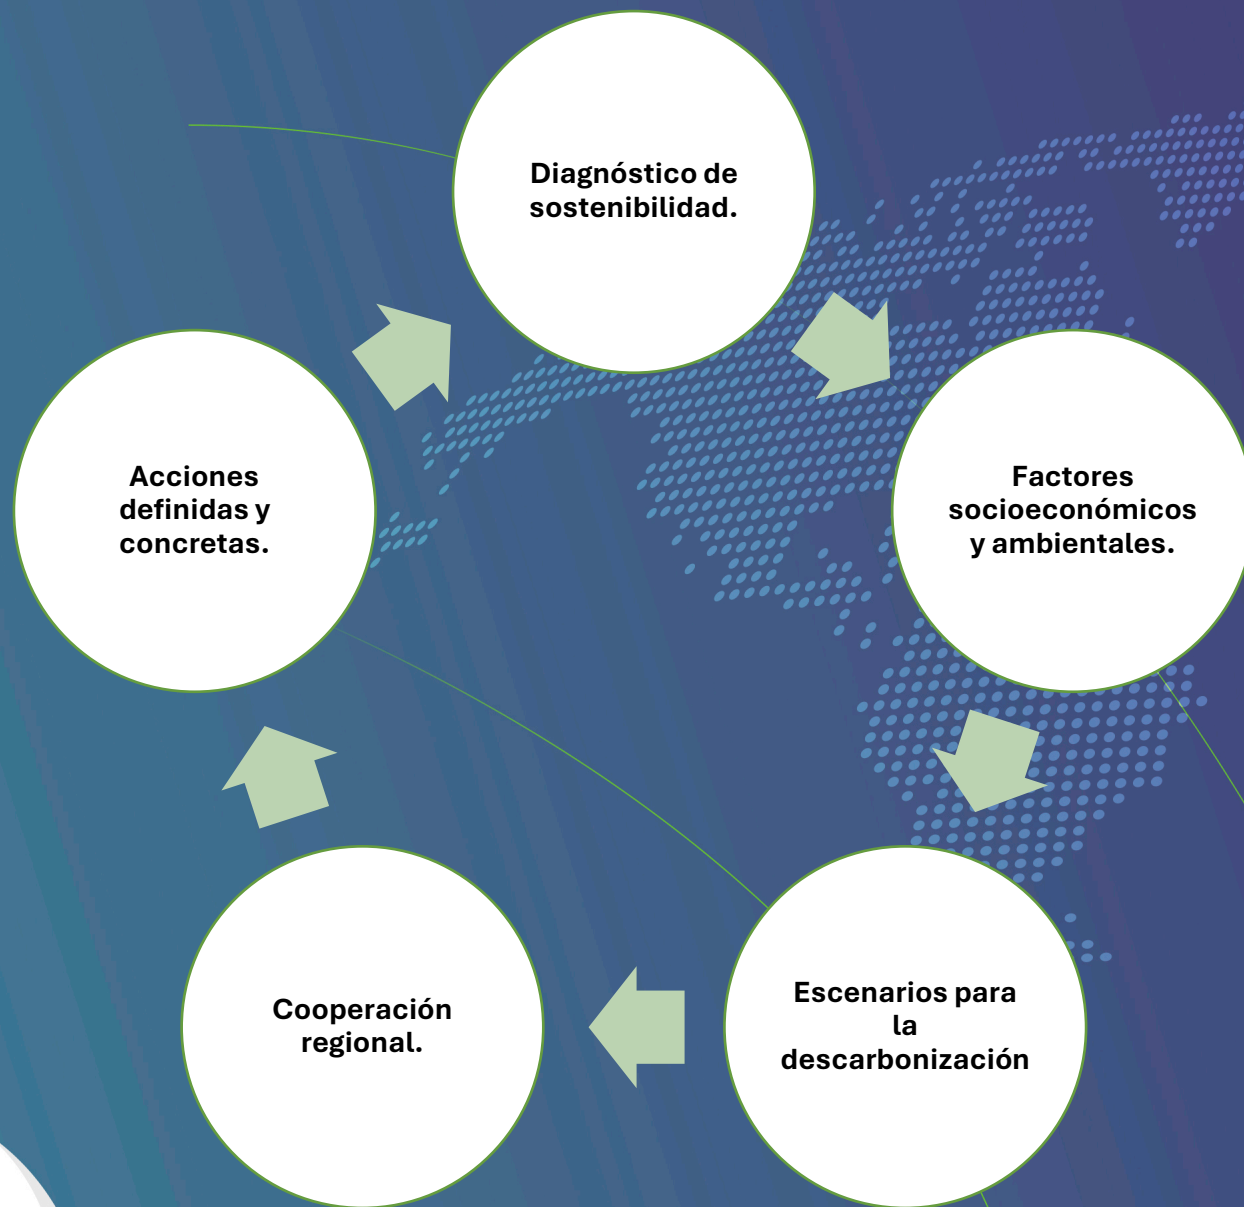 Diagnóstico de
sostenibilidad.
Factores
socioeconómicos
y ambientales.
Escenarios para
la
descarbonización
Cooperación
regional.
Acciones
definidas y
concretas.